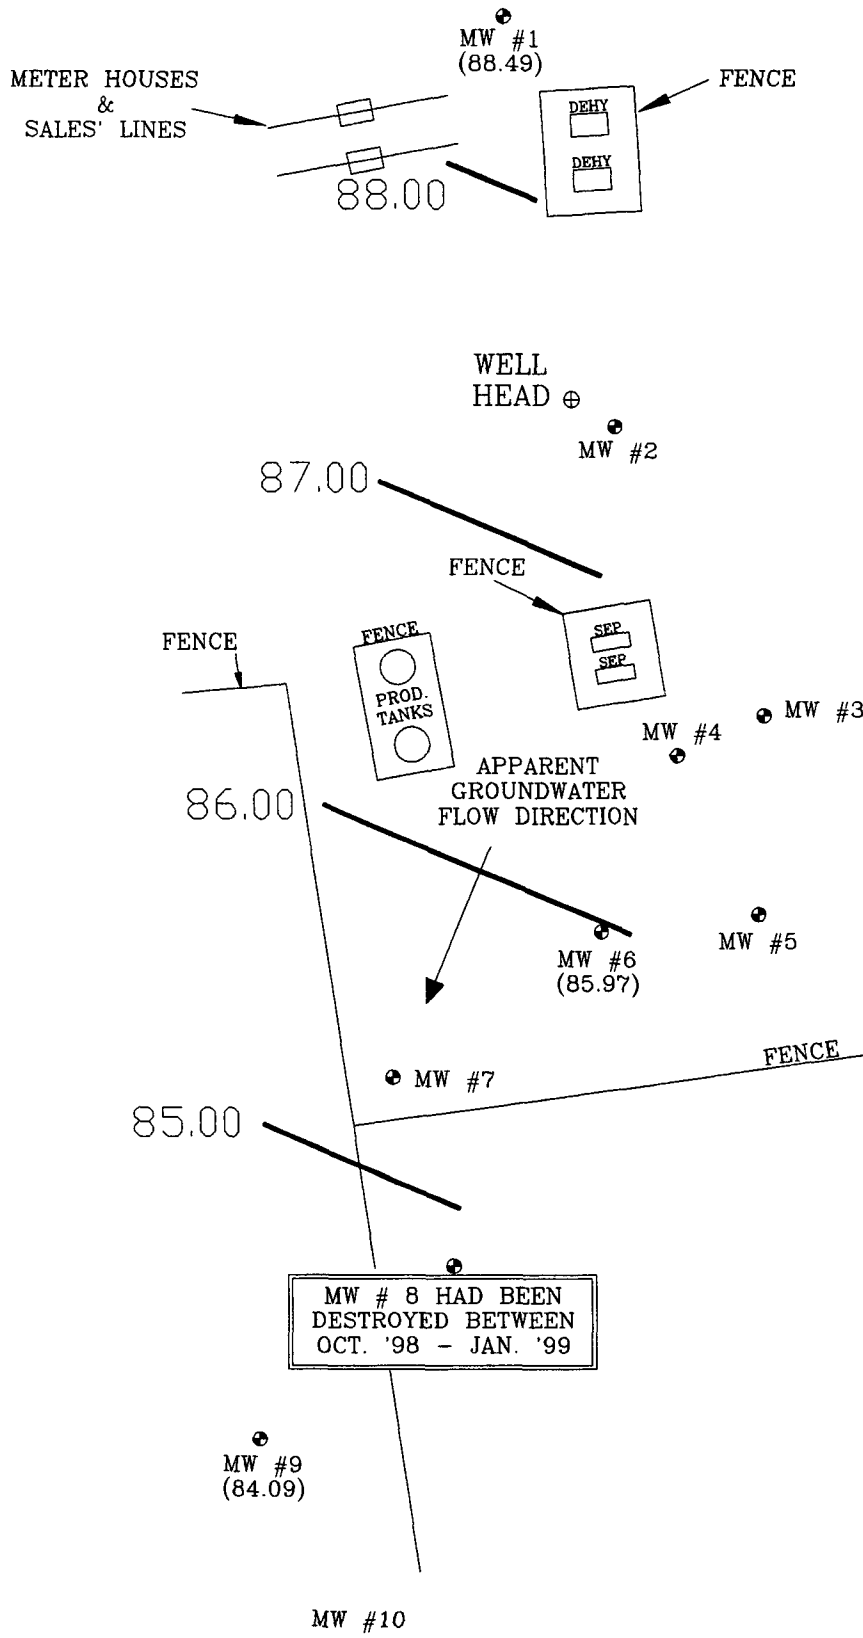 MW #1
(88.49)
METER HOUSES
&
SALES' LINES
FENCE
DEHY
DEHY
88.00
WELL
HEAD
MW #2
87.00
FENCE
SEP
SEP
FENCE
FENCE
PROD.
TANKS
MW #3
MW #4
APPARENT
GROUNDWATER
FLOW DIRECTION
86.00
MW #5
MW #6
(85.97)
FENCE
MW #7
85.00
MW # 8 HAD BEEN
DESTROYED BETWEEN
OCT. '98 - JAN. '99
MW #9
(84.09)
MW #10